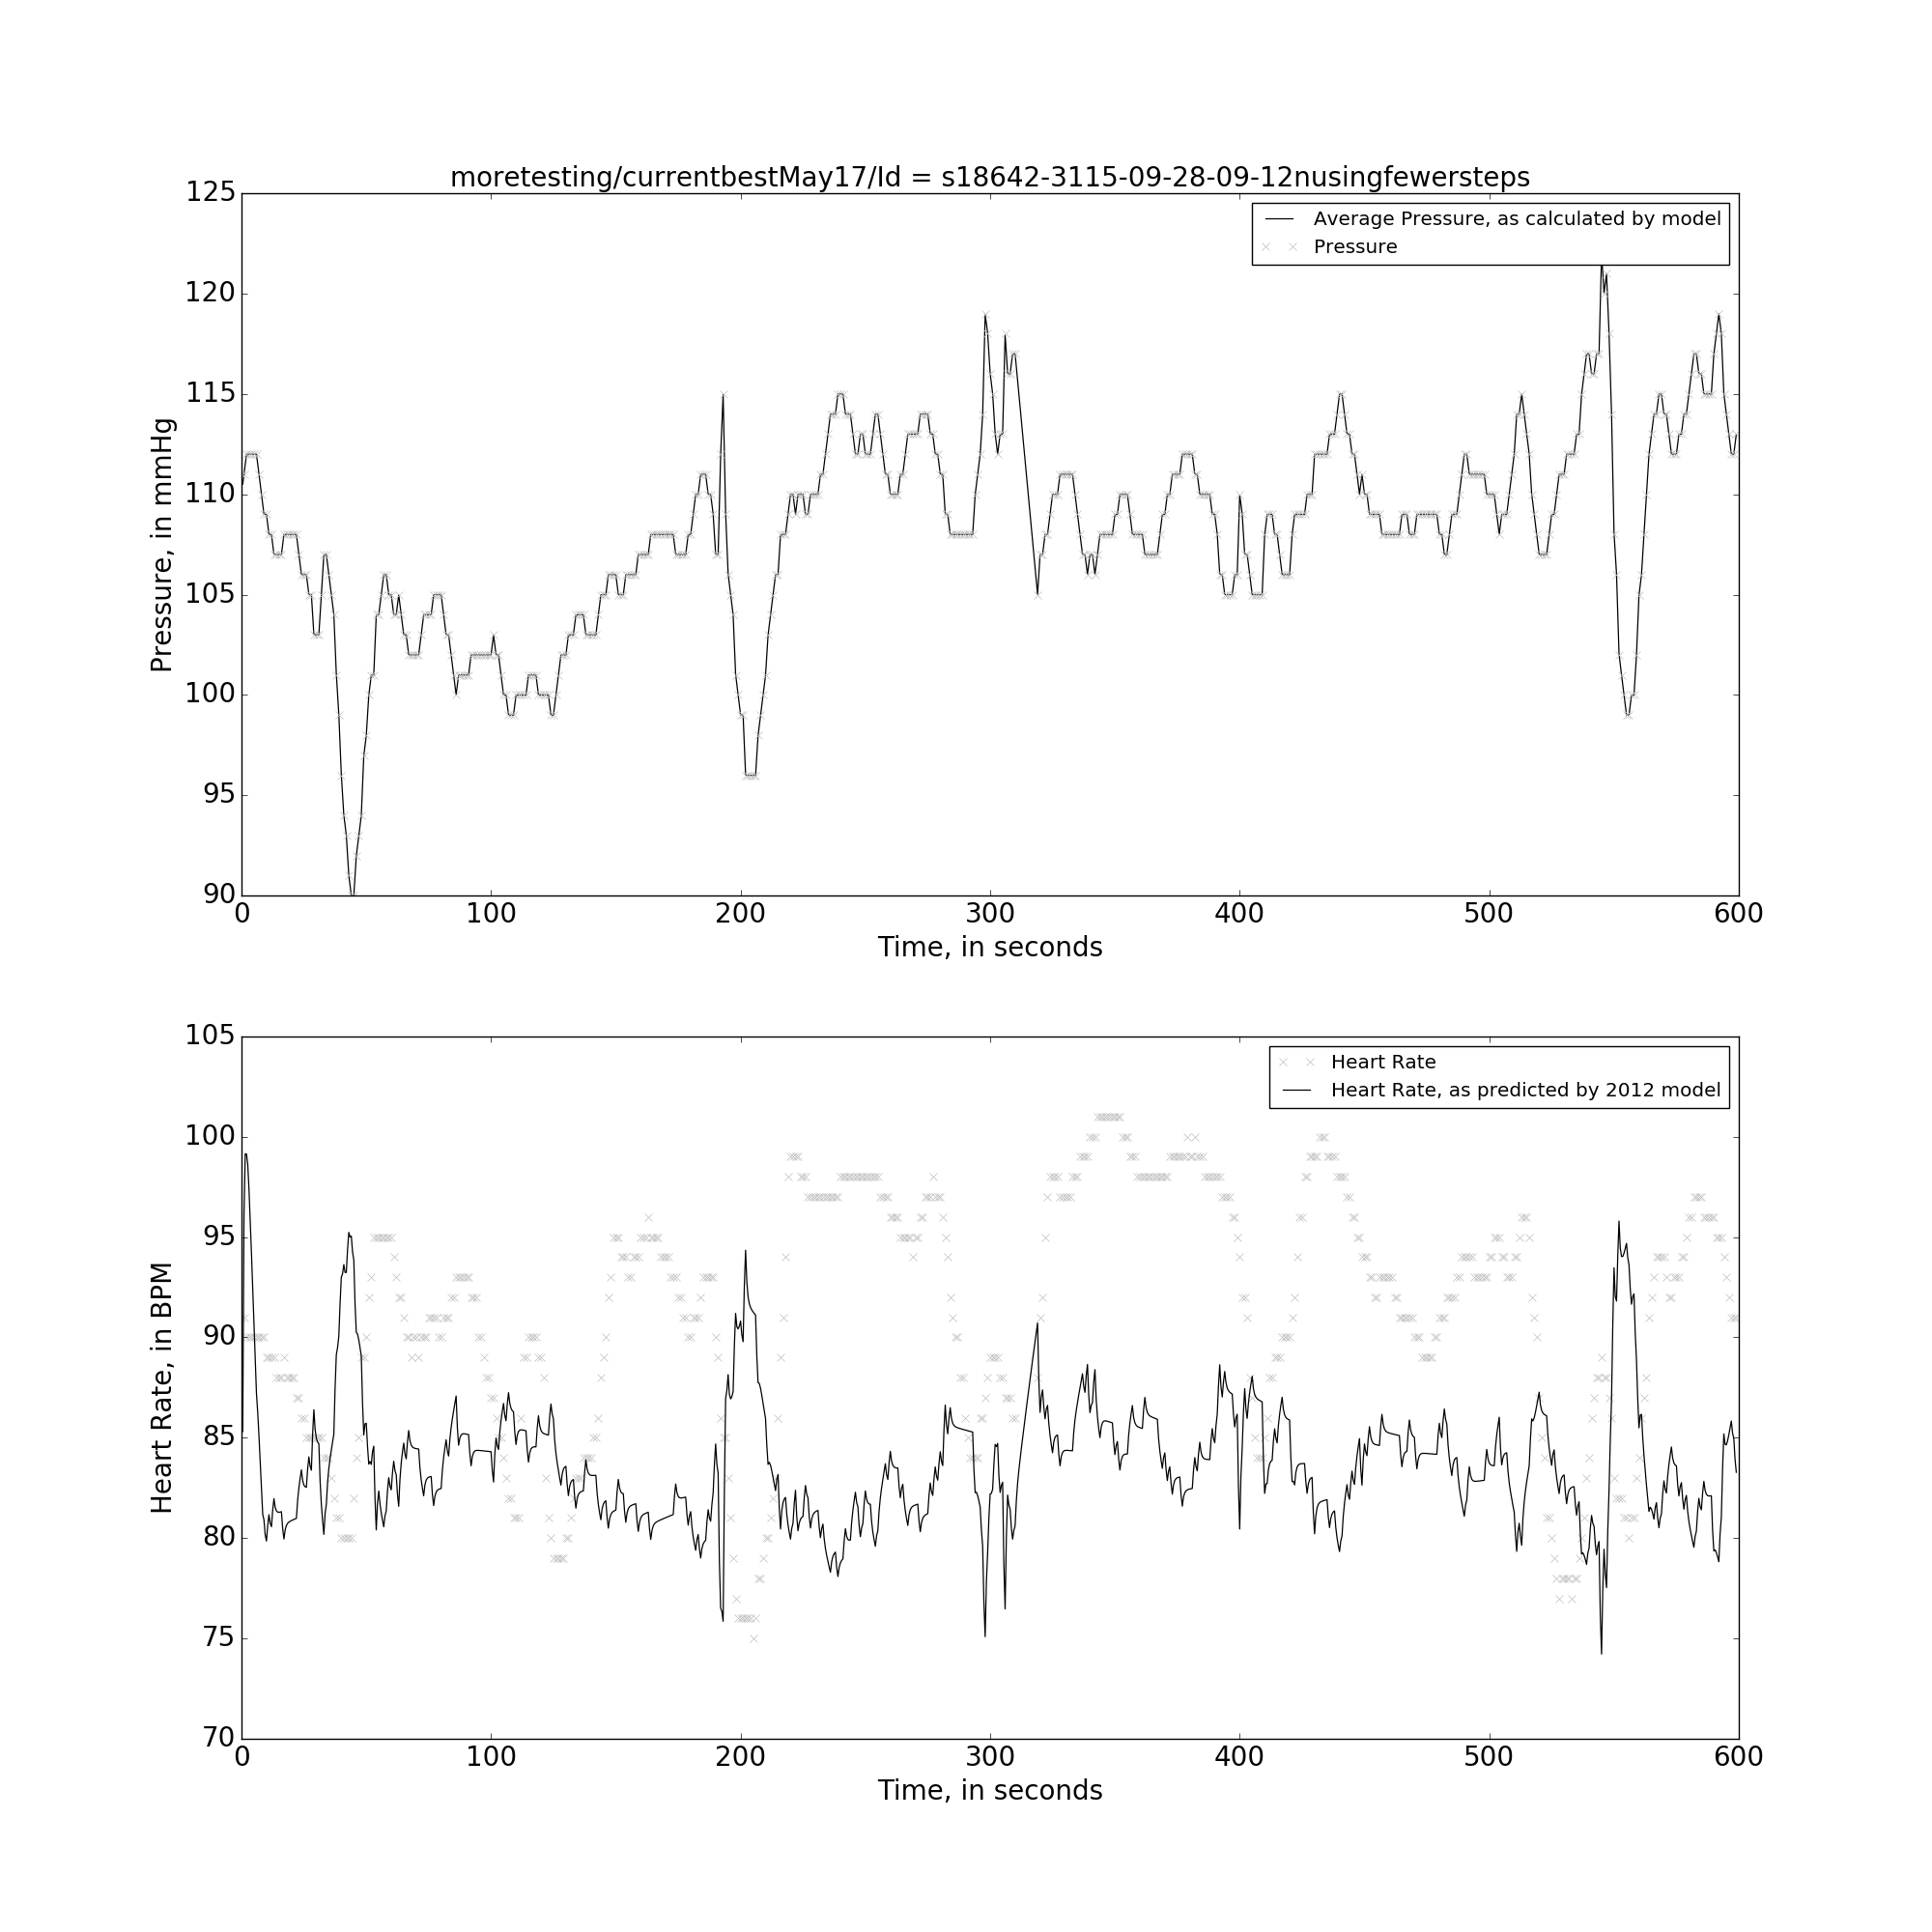 moretesting/currentbestMay17/Id = s18642-3115-09-28-09-12nusingfewersteps
125
120
115
110
105
100
95
90
Pressure, in mmHg
Average Pressure, as calculated by model
Pressure
0 100 200 300 400 500 600
Time, in seconds
105
100
95
90
85
80
75
70
Heart Rate, in BPM
Heart Rate
Heart Rate, as predicted by 2012 model
0 100 200 300 400 500 600
Time, in seconds